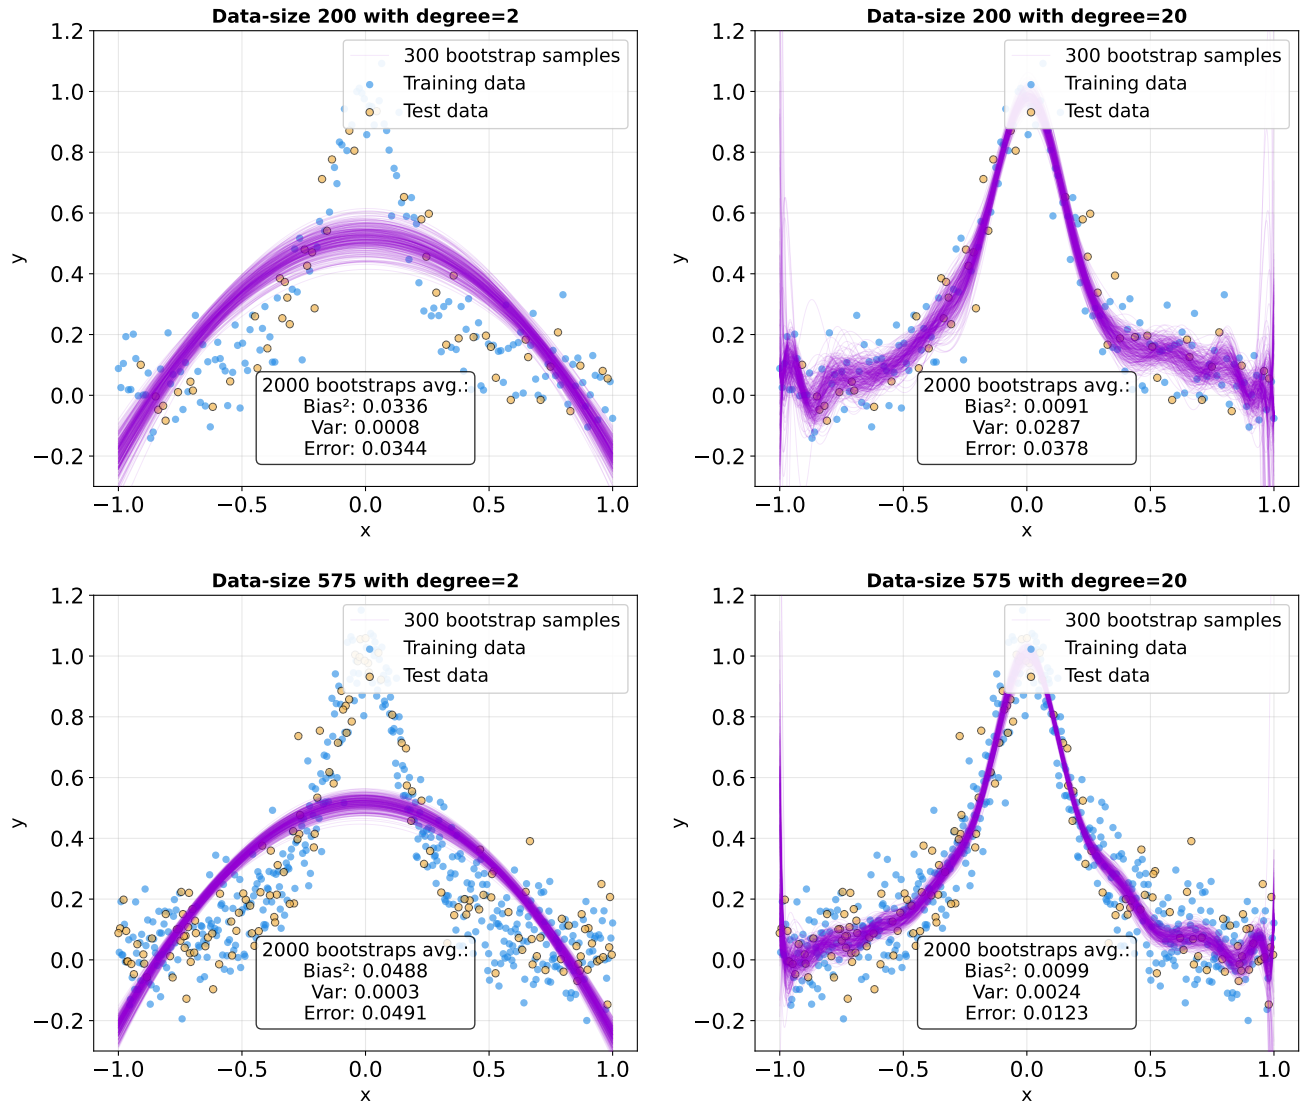 Data-size 200 with degree=2
1.2
1.0
0.8
0.6
0.4
0.2
0.0
−0.2
y
300 bootstrap samples
Training data
Test data
2000 bootstraps avg.:
Bias²: 0.0336
Var: 0.0008
Error: 0.0344
−1.0 −0.5 0.0 0.5 1.0
x
Data-size 200 with degree=20
1.2
1.0
0.8
0.6
0.4
0.2
0.0
−0.2
y
300 bootstrap samples
Training data
Test data
2000 bootstraps avg.:
Bias²: 0.0091
Var: 0.0287
Error: 0.0378
−1.0 −0.5 0.0 0.5 1.0
x
Data-size 575 with degree=2
1.2
1.0
0.8
0.6
0.4
0.2
0.0
−0.2
y
300 bootstrap samples
Training data
Test data
2000 bootstraps avg.:
Bias²: 0.0488
Var: 0.0003
Error: 0.0491
−1.0 −0.5 0.0 0.5 1.0
x
Data-size 575 with degree=20
1.2
1.0
0.8
0.6
0.4
0.2
0.0
−0.2
y
300 bootstrap samples
Training data
Test data
2000 bootstraps avg.:
Bias²: 0.0099
Var: 0.0024
Error: 0.0123
−1.0 −0.5 0.0 0.5 1.0
x